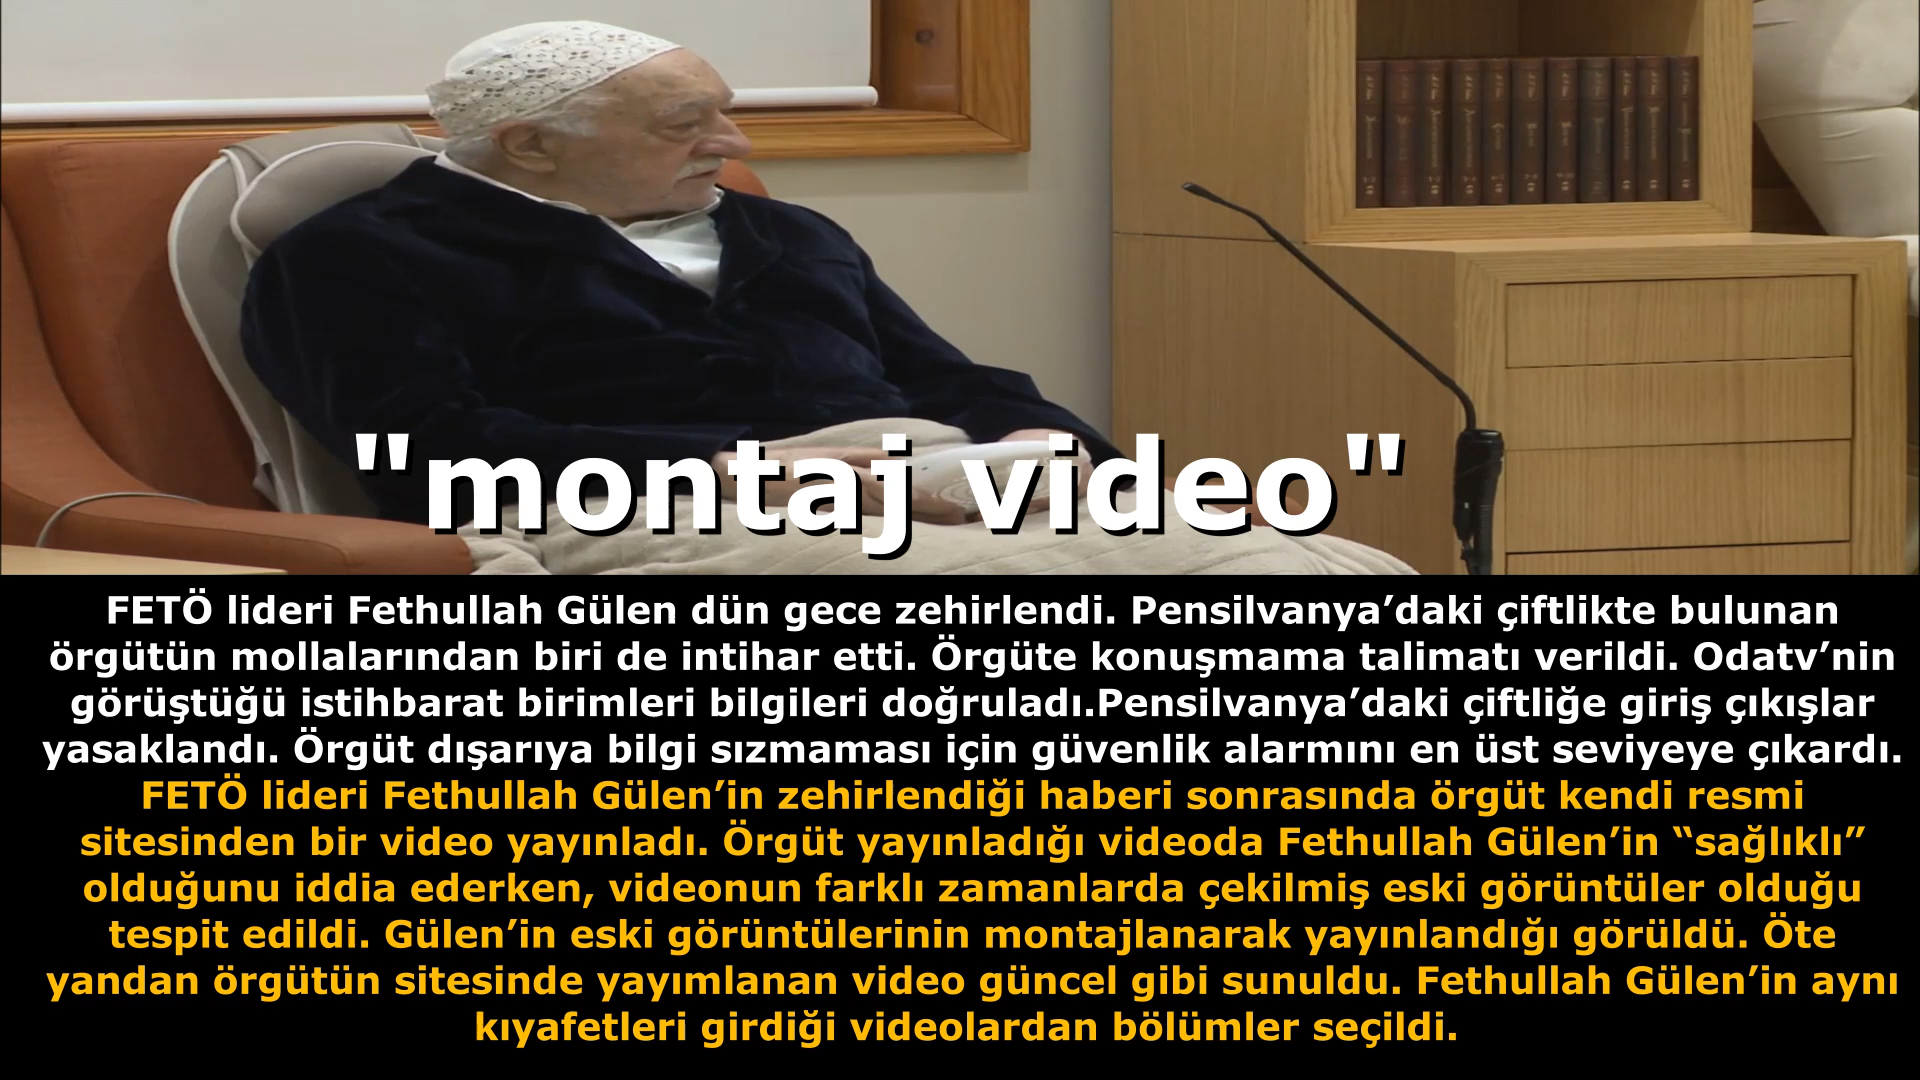 "montaj video"
FETÖ lideri Fethullah Gülen dün gece zehirlendi. Pensilvanya’daki çiftlikte bulunan
örgütün mollalarından biri de intihar etti. Örgüte konuşmama talimatı verildi. Odatv’nin
görüştüğü istihbarat birimleri bilgileri doğruladı.Pensilvanya’daki çiftliğe giriş çıkışlar
yasaklandı. Örgüt dışarıya bilgi sızmaması için güvenlik alarmını en üst seviyeye çıkardı.
FETÖ lideri Fethullah Gülen’in zehirlendiği haberi sonrasında örgüt kendi resmi
sitesinden bir video yayınladı. Örgüt yayınladığı videoda Fethullah Gülen’in “sağlıklı”
olduğunu iddia ederken, videonun farklı zamanlarda çekilmiş eski görüntüler olduğu
tespit edildi. Gülen’in eski görüntülerinin montajlanarak yayınlandığı görüldü. Öte
yandan örgütün sitesinde yayımlanan video güncel gibi sunuldu. Fethullah Gülen’in aynı
kıyafetleri girdiği videolardan bölümler seçildi.